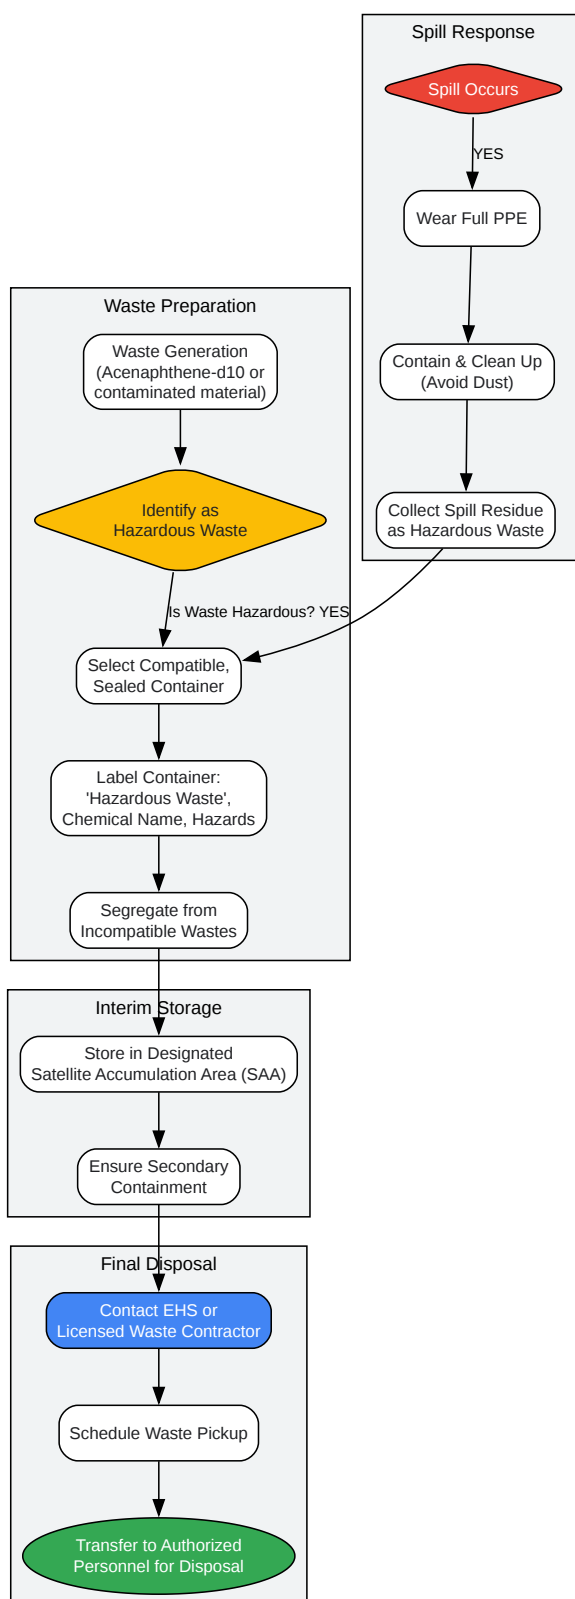 Spill Response
Spill Occurs
YES
Wear Full PPE
Contain & Clean Up
(Avoid Dust)
Collect Spill Residue
as Hazardous Waste
Waste Preparation
Waste Generation
(Acenaphthene-d10 or
contaminated material)
Identify as
Hazardous Waste
Is Waste Hazardous? YES
Select Compatible,
Sealed Container
Label Container:
'Hazardous Waste',
Chemical Name, Hazards
Segregate from
Incompatible Wastes
Interim Storage
Store in Designated
Satellite Accumulation Area (SAA)
Ensure Secondary
Containment
Final Disposal
Contact EHS or
Licensed Waste Contractor
Schedule Waste Pickup
Transfer to Authorized
Personnel for Disposal